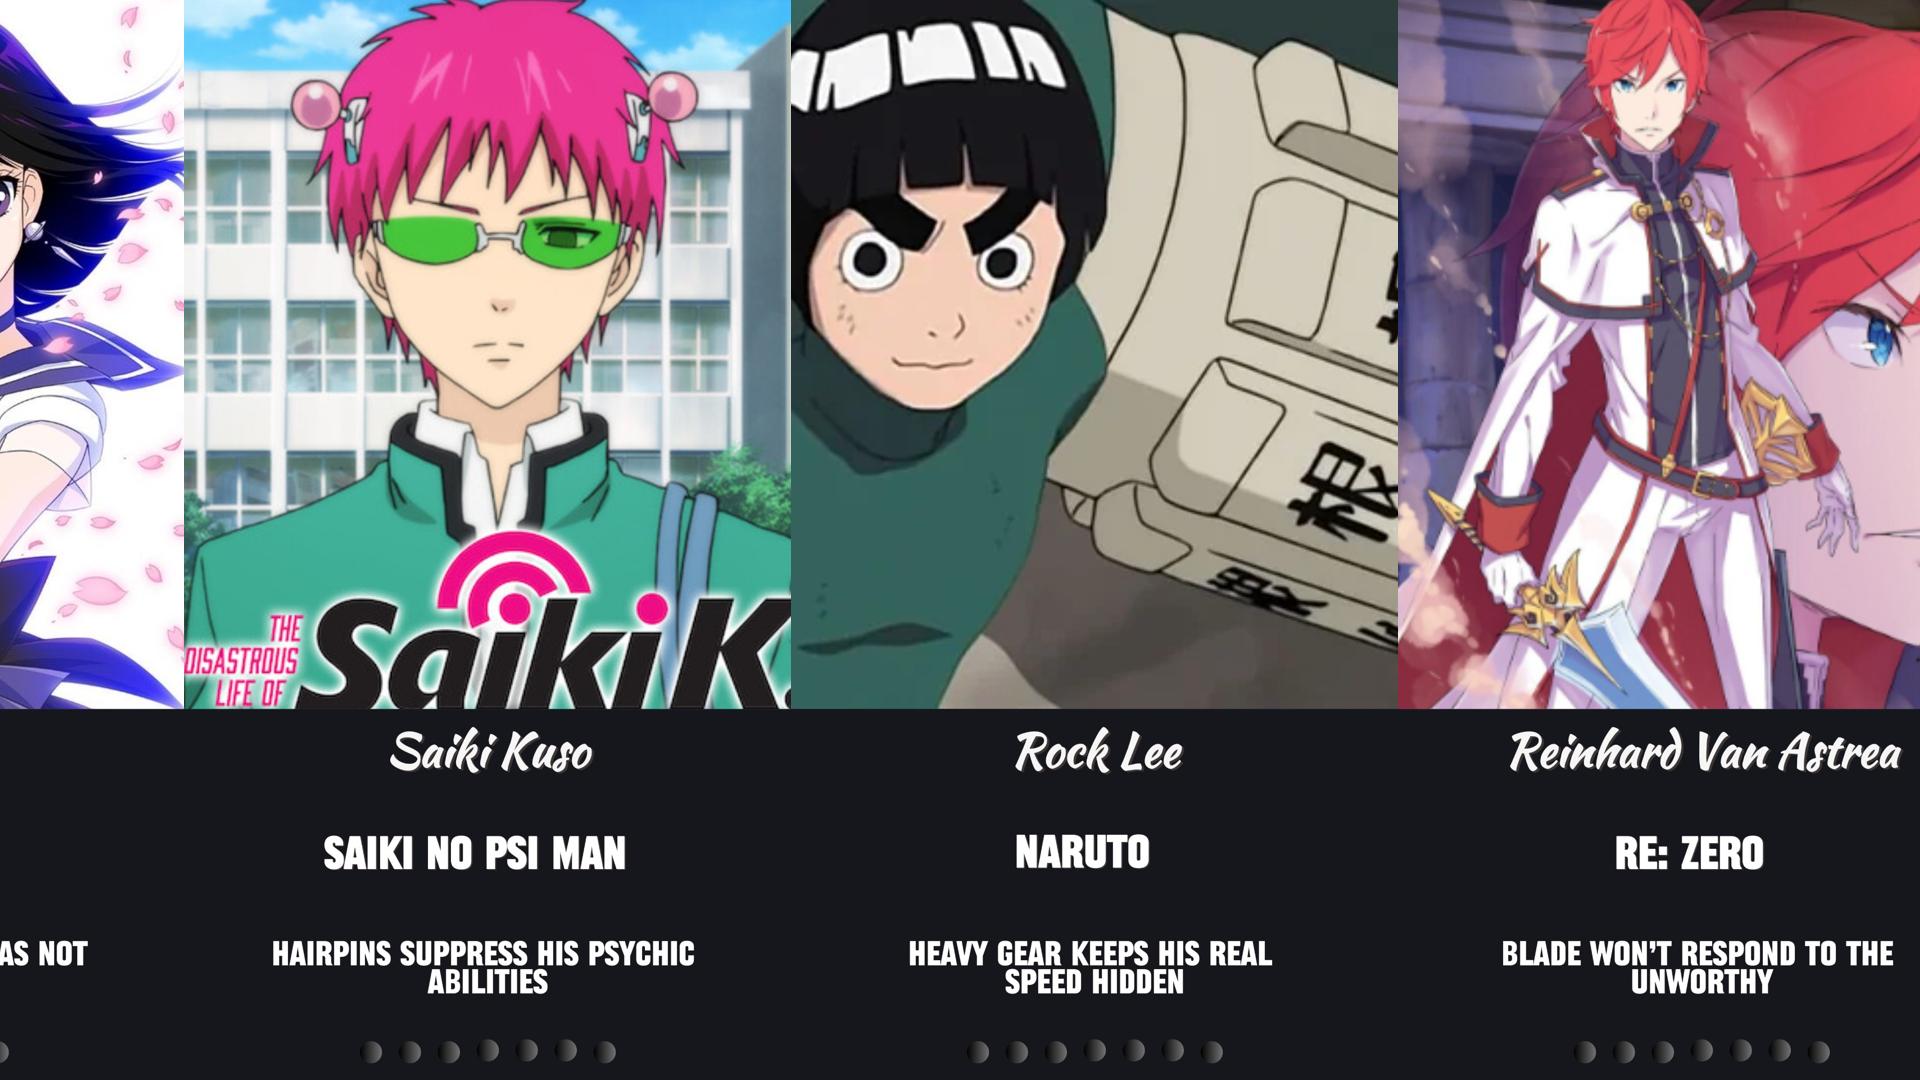 THE
DISASTROUS
LIFE OF
Saiki K.
根
Saiki Kuso
Rock Lee
Reinhard Van Astrea
SAIKI NO PSI MAN
NARUTO
RE: ZERO
AS NOT
HAIRPINS SUPPRESS HIS PSYCHIC
ABILITIES
HEAVY GEAR KEEPS HIS REAL
SPEED HIDDEN
BLADE WON'T RESPOND TO THE
UNWORTHY